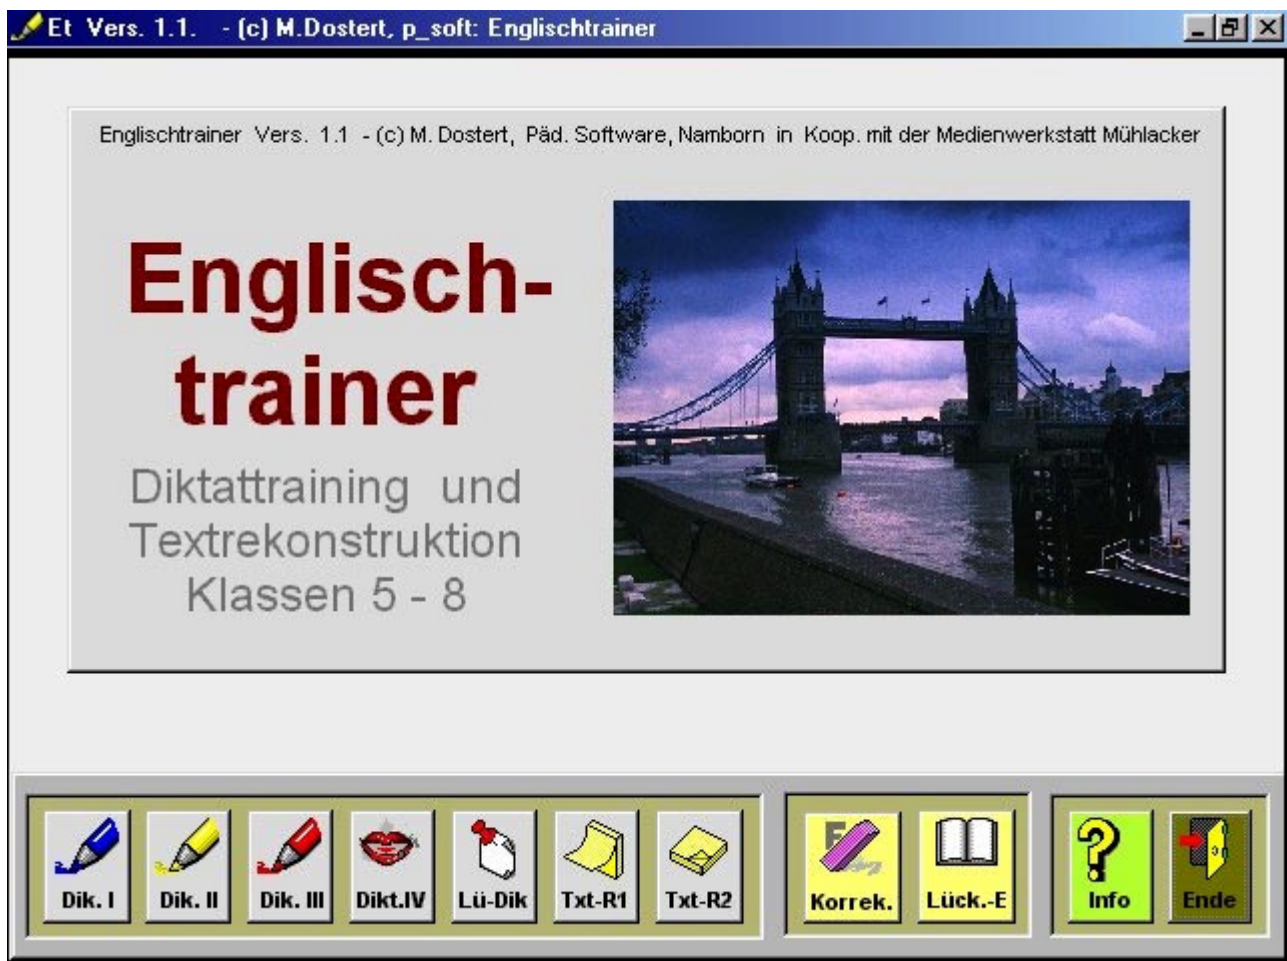 Et Vers. 1.1. - (c) M.Dostert, p_soft: Englischtrainer
Englischtrainer Vers. 1.1 - (c) M. Dostert, Päd. Software, Namborn in Koop. mit der Medienwerkstatt Mühlacker
Englisch-
trainer
Diktattraining und
Textrekonstruktion
Klassen 5 - 8
Dik. I Dik. II Dik. III Dikt.IV Lü-Dik Txt-R1 Txt-R2 Korrek. Lück.-E Info Ende